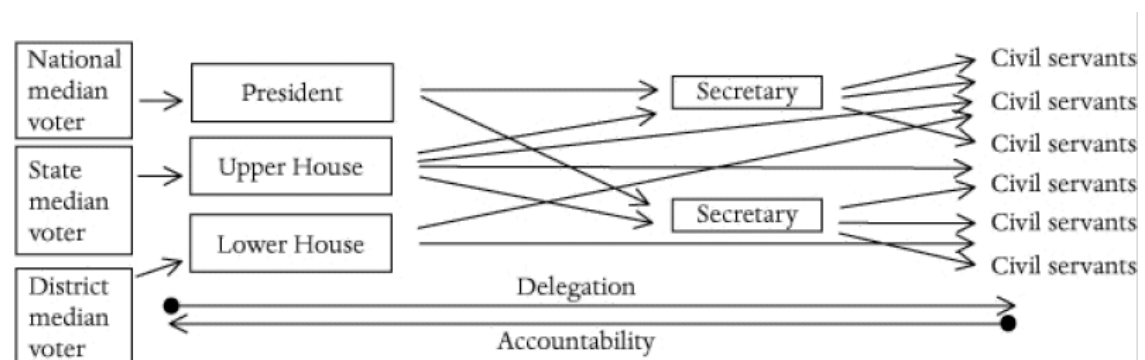 National
median
voter
State
median
voter
District
median
voter
President
Upper House
Lower House
Secretary
Secretary
Civil servants
Civil servants
Civil servants
Civil servants
Civil servants
Civil servants
Delegation
Accountability